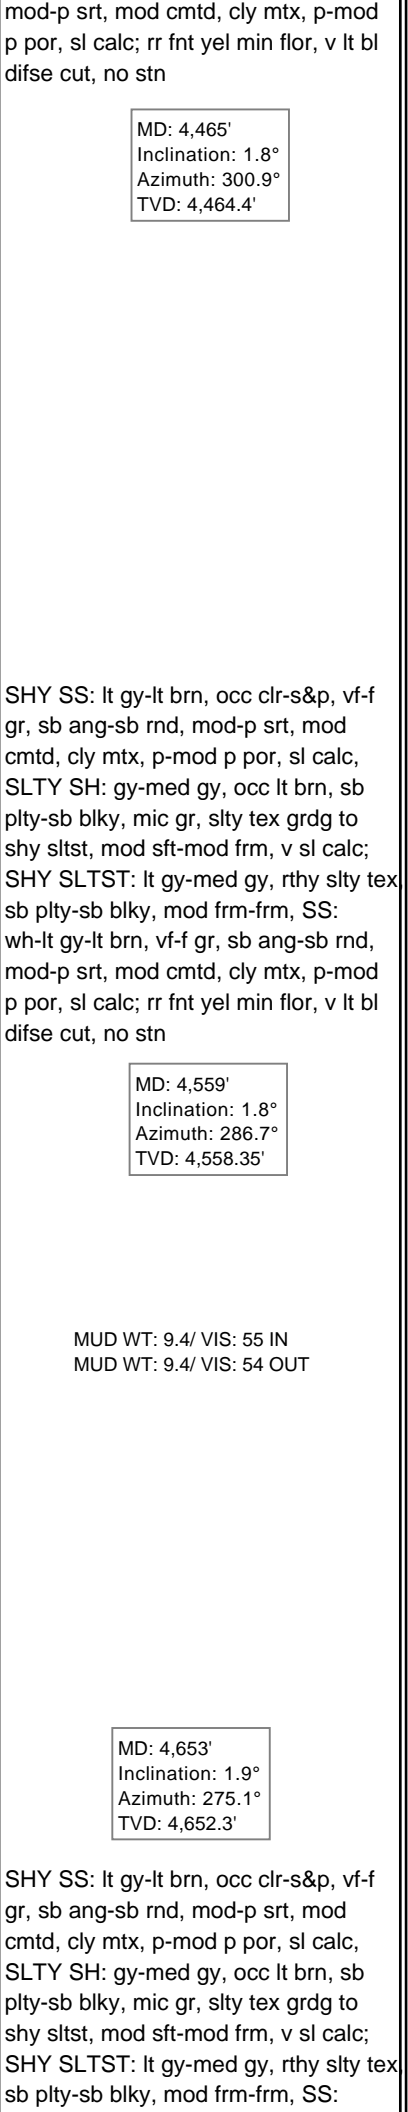 mod-p srt, mod cmtd, cly mtx, p-mod
p por, sl calc; rr fnt yel min flor, v lt bl
difse cut, no stn
MD: 4,465'
Inclination: 1.8°
Azimuth: 300.9°
TVD: 4,464.4'
SHY SS: lt gy-lt brn, occ clr-s&p, vf-f
gr, sb ang-sb rnd, mod-p srt, mod
cmtd, cly mtx, p-mod p por, sl calc,
SLTY SH: gy-med gy, occ lt brn, sb
plty-sb blky, mic gr, slty tex grdg to
shy sltst, mod sft-mod frm, v sl calc;
SHY SLTST: lt gy-med gy, rthy slty tex,
sb plty-sb blky, mod frm-frm, SS:
wh-lt gy-lt brn, vf-f gr, sb ang-sb rnd,
mod-p srt, mod cmtd, cly mtx, p-mod
p por, sl calc; rr fnt yel min flor, v lt bl
difse cut, no stn
MD: 4,559'
Inclination: 1.8°
Azimuth: 286.7°
TVD: 4,558.35'
MUD WT: 9.4/ VIS: 55 IN
MUD WT: 9.4/ VIS: 54 OUT
MD: 4,653'
Inclination: 1.9°
Azimuth: 275.1°
TVD: 4,652.3'
SHY SS: lt gy-lt brn, occ clr-s&p, vf-f
gr, sb ang-sb rnd, mod-p srt, mod
cmtd, cly mtx, p-mod p por, sl calc,
SLTY SH: gy-med gy, occ lt brn, sb
plty-sb blky, mic gr, slty tex grdg to
shy sltst, mod sft-mod frm, v sl calc;
SHY SLTST: lt gy-med gy, rthy slty tex,
sb plty-sb blky, mod frm-frm, SS: